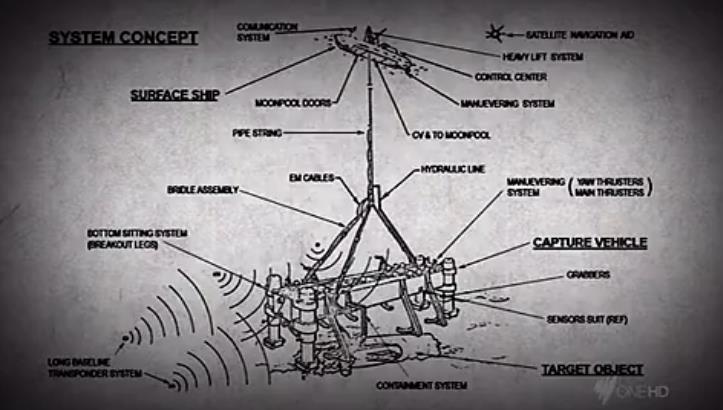 SYSTEM CONCEPT
COMUNICATION
SYSTEM
SATELLITE NAVIGATION AID
HEAVY LIFT SYSTEM
CONTROL CENTER
SURFACE SHIP
MOONPOOL DOORS
MANUEVERING SYSTEM
PIPE STRING
CV & TO MOONPOOL
HYDRAULIC LINE
EM CABLES
BRIDLE ASSEMBLY
MANUEVERING
SYSTEM
( YAW THRUSTERS
MAIN THRUSTERS )
BOTTOM SITTING SYSTEM
(BREAKOUT LEGS)
CAPTURE VEHICLE
GRABBERS
SENSORS SUIT (REF)
LONG BASELINE
TRANSPONDER SYSTEM
TARGET OBJECT
CONTAINMENT SYSTEM
ONE HD